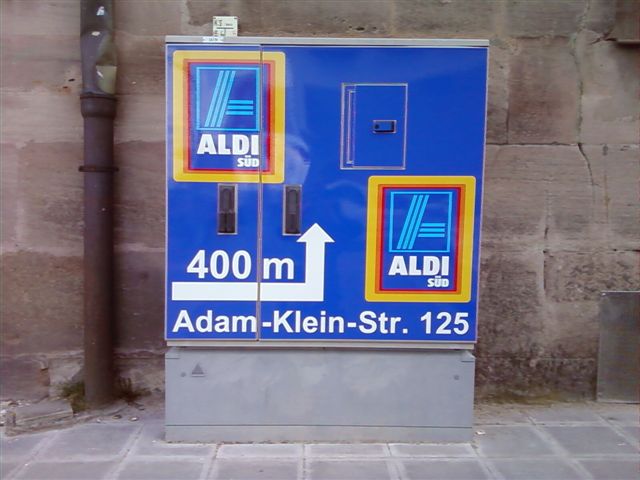 ALDI
SÜD
ALDI
SÜD
400 m
Adam-Klein-Str. 125